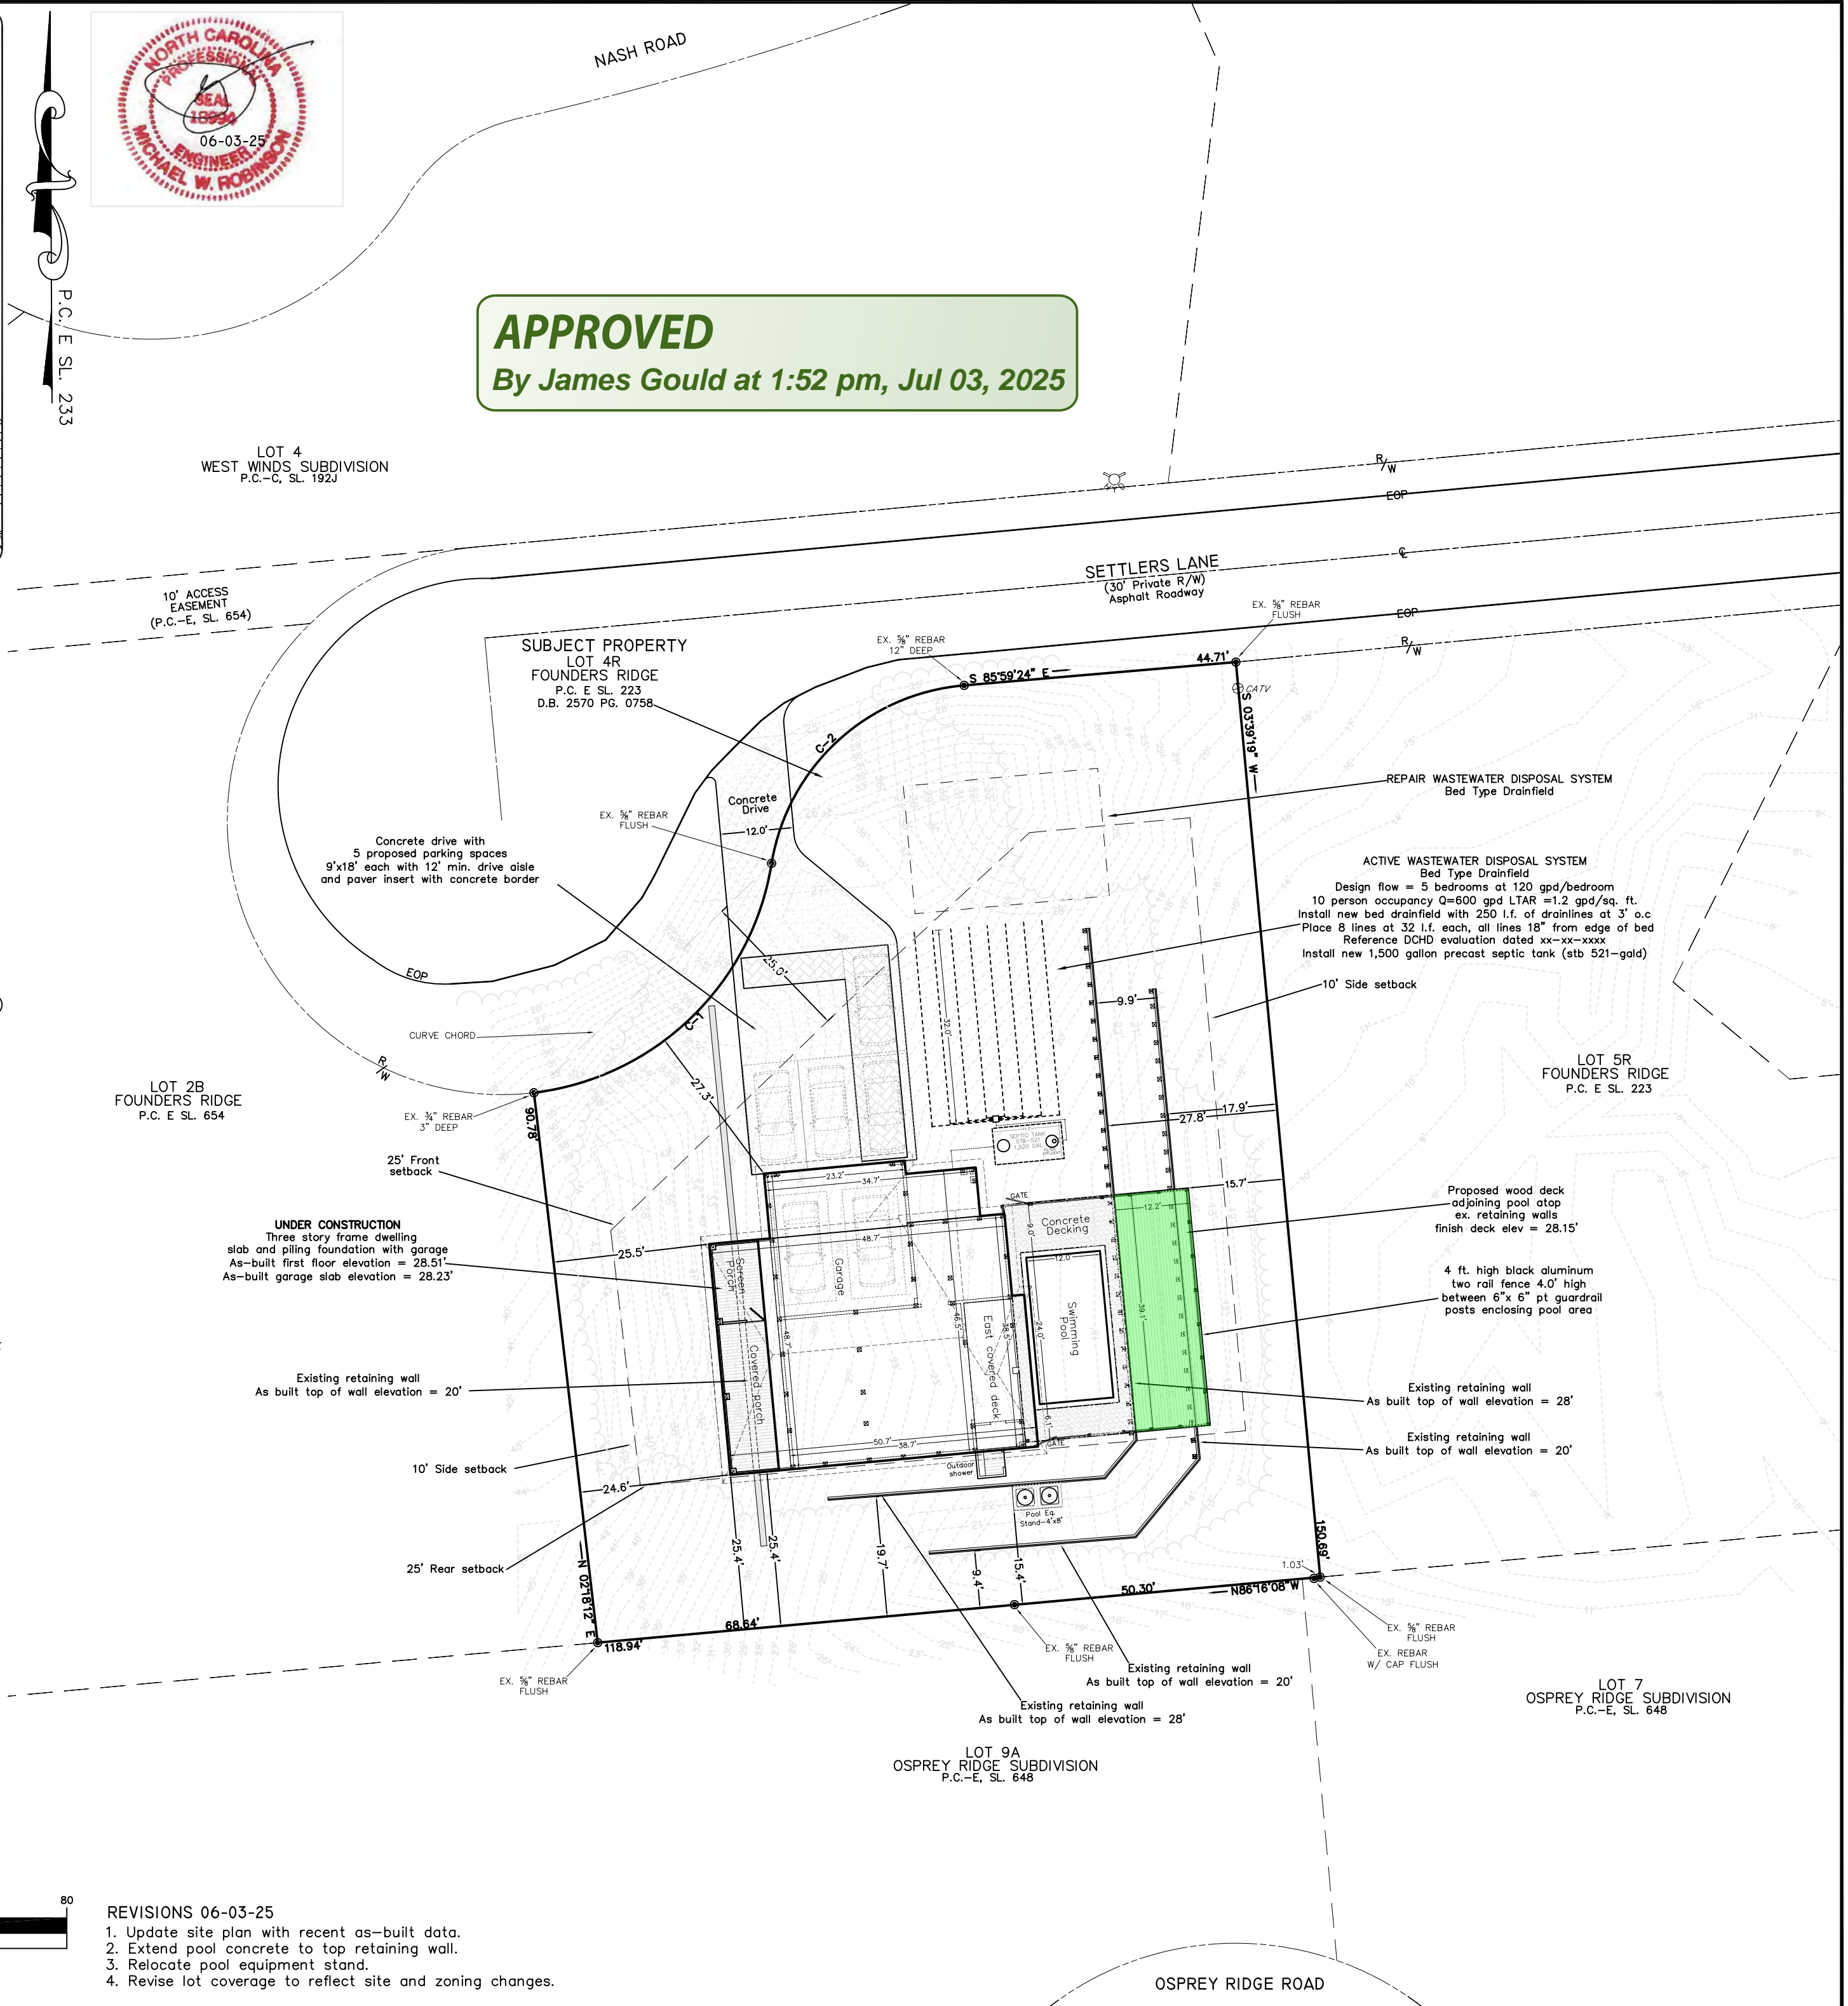 NORTH CAROLINA
PROFESSIONAL
SEAL
18994
06-03-25
ENGINEER
MICHAEL W. ROBINSON
P.C. E SL. 233
NASH ROAD
APPROVED
By James Gould at 1:52 pm, Jul 03, 2025
LOT 4
WEST WINDS SUBDIVISION
P.C.-C, SL. 192J
R/W
EOP
℄
SETTLERS LANE
(30' Private R/W)
Asphalt Roadway
10' ACCESS
EASEMENT
(P.C.-E, SL. 654)
EX. ⅝" REBAR
FLUSH
EOP
R/W
SUBJECT PROPERTY
LOT 4R
FOUNDERS RIDGE
P.C. E SL. 223
D.B. 2570 PG. 0758
EX. ⅝" REBAR
12" DEEP
S 85°59'24" E
44.71'
CATV
S 03°39'19" W
C-2
REPAIR WASTEWATER DISPOSAL SYSTEM
Bed Type Drainfield
Concrete
Drive
12.0'
EX. ⅝" REBAR
FLUSH
Concrete drive with
5 proposed parking spaces
9'x18' each with 12' min. drive aisle
and paver insert with concrete border
ACTIVE WASTEWATER DISPOSAL SYSTEM
Bed Type Drainfield
Design flow = 5 bedrooms at 120 gpd/bedroom
10 person occupancy Q=600 gpd LTAR =1.2 gpd/sq. ft.
Install new bed drainfield with 250 l.f. of drainlines at 3' o.c
Place 8 lines at 32 l.f. each, all lines 18" from edge of bed
Reference DCHD evaluation dated xx-xx-xxxx
Install new 1,500 gallon precast septic tank (stb 521-gald)
EOP
25.0'
10' Side setback
9.9'
C-1
32.0'
CURVE CHORD
R/W
LOT 2B
FOUNDERS RIDGE
P.C. E SL. 654
LOT 5R
FOUNDERS RIDGE
P.C. E SL. 223
27.3'
EX. ¾" REBAR
3" DEEP
90.78'
17.9'
27.8'
25' Front
setback
23.2'
34.7'
15.7'
GATE
12.2'
Proposed wood deck
adjoining pool atop
ex. retaining walls
finish deck elev = 28.15'
UNDER CONSTRUCTION
Three story frame dwelling
slab and piling foundation with garage
As-built first floor elevation = 28.51'
As-built garage slab elevation = 28.23'
Concrete
Decking
9.0'
48.7'
25.5'
12.0
Screen
Porch
Garage
4 ft. high black aluminum
two rail fence 4.0' high
between 6"x 6" pt guardrail
posts enclosing pool area
Swimming
Pool
24.0'
39.1'
46.5'
38.5'
48.7'
East covered deck
Covered porch
Existing retaining wall
As built top of wall elevation = 20'
Existing retaining wall
As built top of wall elevation = 28'
6.1'
50.7'
38.7'
GATE
Existing retaining wall
As built top of wall elevation = 20'
10' Side setback
Outdoor
shower
24.6'
Pool Eq.
Stand-4'x8'
25' Rear setback
25.4'
25.4'
19.7'
9.4'
15.4'
150.69'
1.03'
N 02°18'12" E
50.30'
N86°16'08"W
68.64'
118.94'
EX. ⅝" REBAR
FLUSH
EX. ⅝" REBAR
FLUSH
EX. ⅝" REBAR
FLUSH
EX. REBAR
W/ CAP FLUSH
Existing retaining wall
As built top of wall elevation = 20'
Existing retaining wall
As built top of wall elevation = 28'
LOT 7
OSPREY RIDGE SUBDIVISION
P.C.-E, SL. 648
LOT 9A
OSPREY RIDGE SUBDIVISION
P.C.-E, SL. 648
80
REVISIONS 06-03-25
1. Update site plan with recent as-built data.
2. Extend pool concrete to top retaining wall.
3. Relocate pool equipment stand.
4. Revise lot coverage to reflect site and zoning changes.
OSPREY RIDGE ROAD